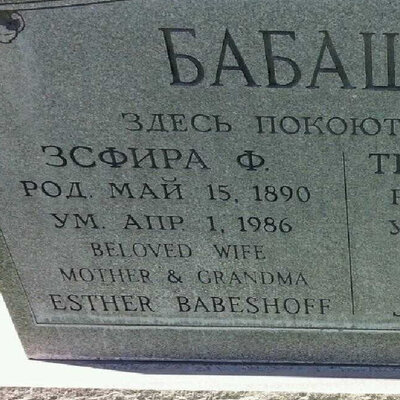 БАБАШ
ЗДЕСЬ ПОКОЮТ
ЗСФИРА Ф.
РОД. МАЙ 15, 1890
УМ. АПР. 1, 1986
BELOVED WIFE
MOTHER & GRANDMA
ESTHER BABESHOFF